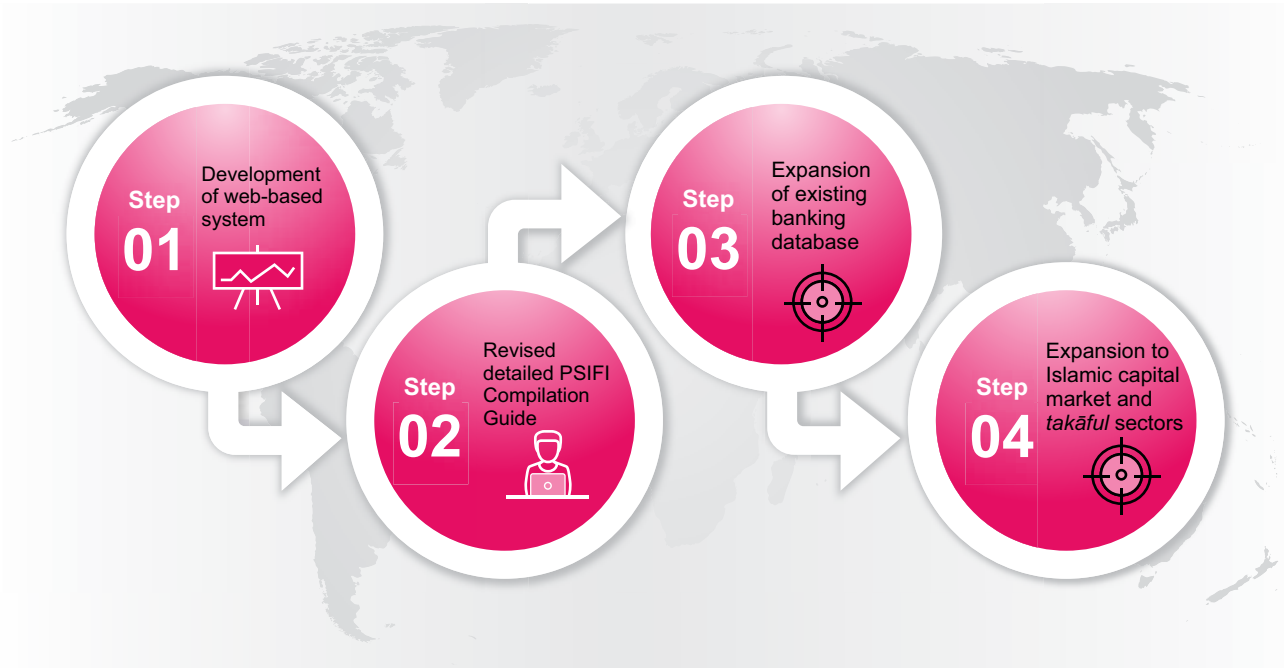 Step
01
Development
of web-based
system
Step
02
Revised
detailed PSIFI
Compilation
Guide
Step
03
Expansion
of existing
banking
database
Step
04
Expansion to
Islamic capital
market and
takāful sectors